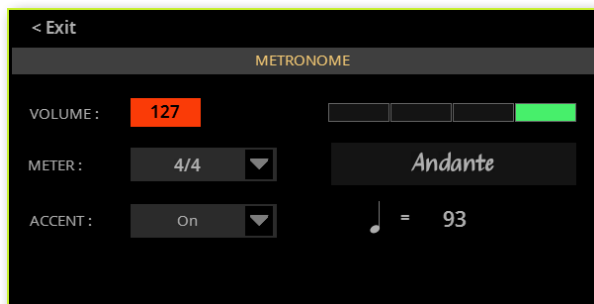 < Exit
METRONOME
VOLUME : 127
METER : 4/4 Andante
ACCENT : On = 93